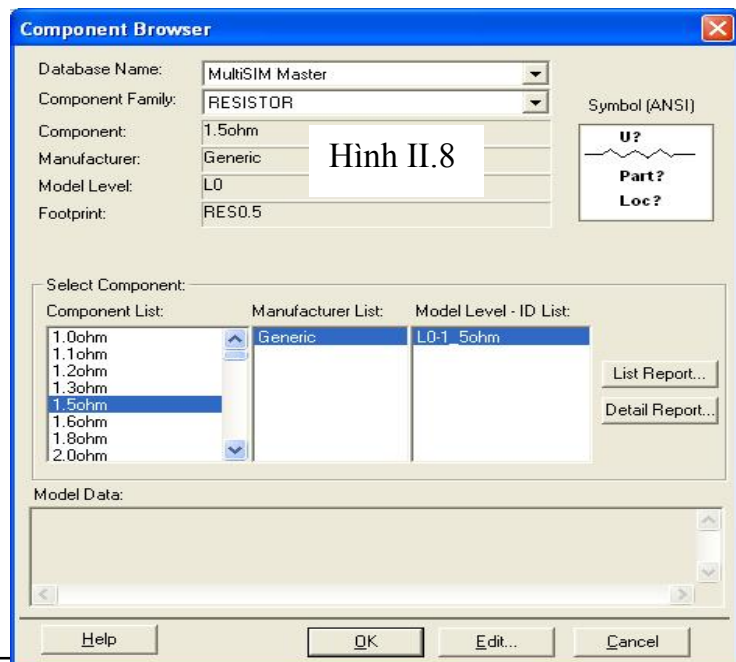 Component Browser
Database Name: MultiSIM Master
Component Family: RESISTOR
Symbol (ANSI)
Component: 1.5ohm
Manufacturer: Generic
Model Level: L0
Footprint: RES0.5
Hình II.8
U?
Part?
Loc?
Select Component:
Component List: Manufacturer List: Model Level - ID List:
1.0ohm Generic L0-1_5ohm
1.1ohm
1.2ohm
1.3ohm
1.5ohm
1.6ohm
1.8ohm
2.0ohm
List Report...
Detail Report...
Model Data:
Help OK Edit... Cancel